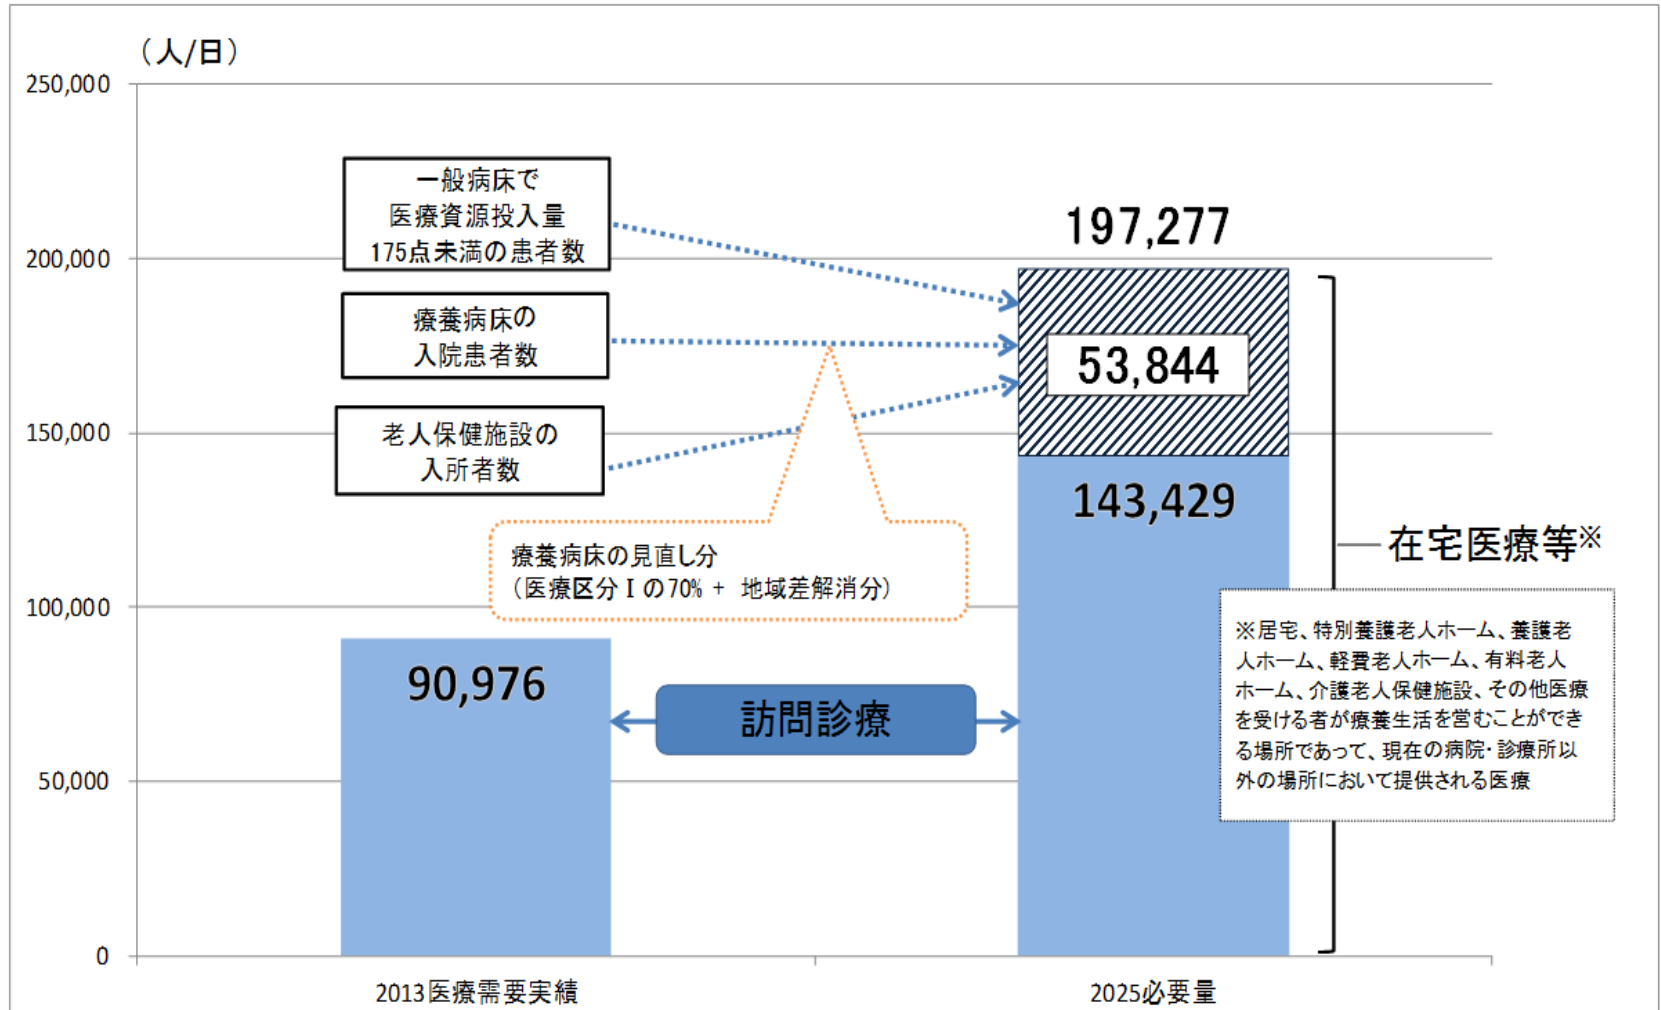 （人/日）
250,000
200,000
150,000
100,000
50,000
0
一般病床で
医療資源投入量
175点未満の患者数
療養病床の
入院患者数
老人保健施設の
入所者数
療養病床の見直し分
（医療区分Ⅰの70% + 地域差解消分）
90,976
訪問診療
197,277
53,844
143,429
在宅医療等※
※居宅、特別養護老人ホーム、養護老
人ホーム、軽費老人ホーム、有料老人
ホーム、介護老人保健施設、その他医療
を受ける者が療養生活を営むことができ
る場所であって、現在の病院・診療所以
外の場所において提供される医療
2013医療需要実績
2025必要量